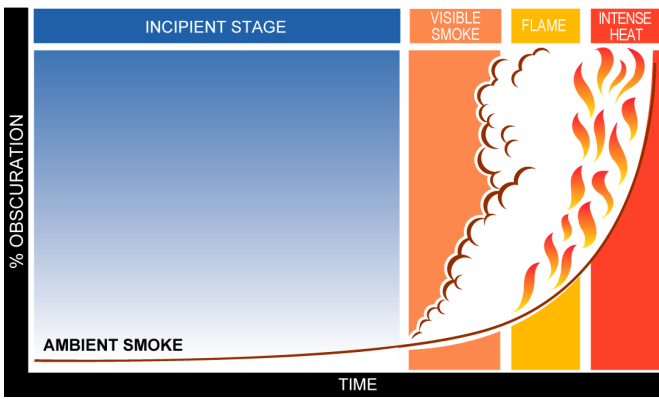 INCIPIENT STAGE
VISIBLE
SMOKE
FLAME
INTENSE
HEAT
% OBSCURATION
AMBIENT SMOKE
TIME